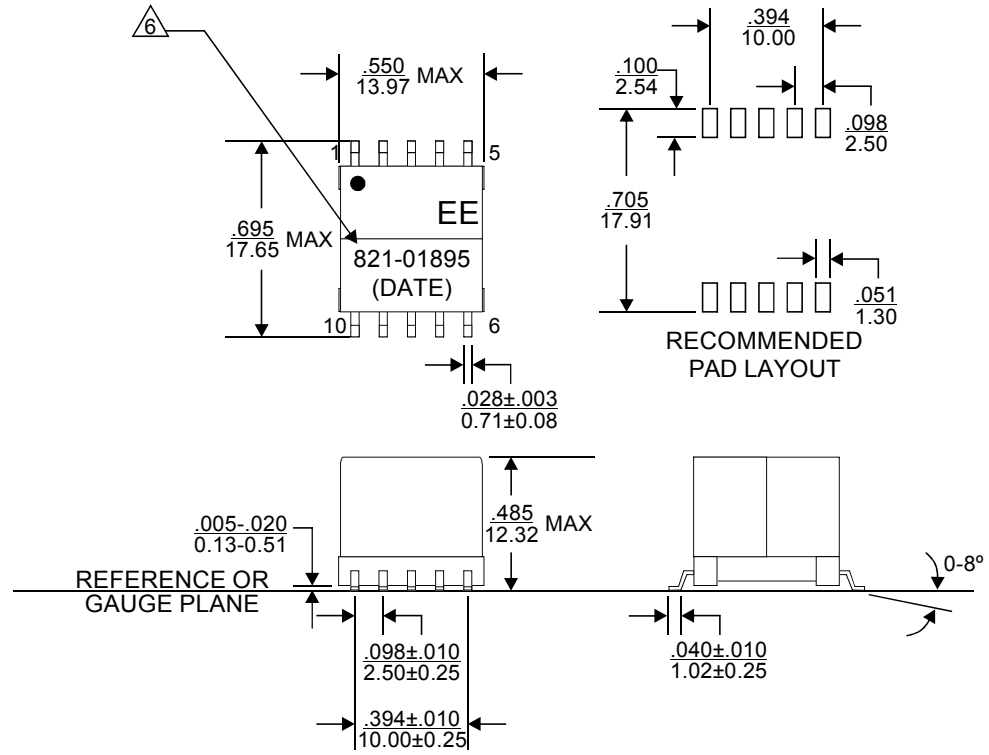 6
.550
13.97 MAX
1
5
.695
17.65 MAX
EE
821-01895
(DATE)
10
6
.028±.003
0.71±0.08
.394
10.00
.100
2.54
.098
2.50
.705
17.91
.051
1.30
RECOMMENDED
PAD LAYOUT
.005-.020
0.13-0.51
REFERENCE OR
GAUGE PLANE
.485
12.32 MAX
0-8º
.098±.010
2.50±0.25
.394±.010
10.00±0.25
.040±.010
1.02±0.25